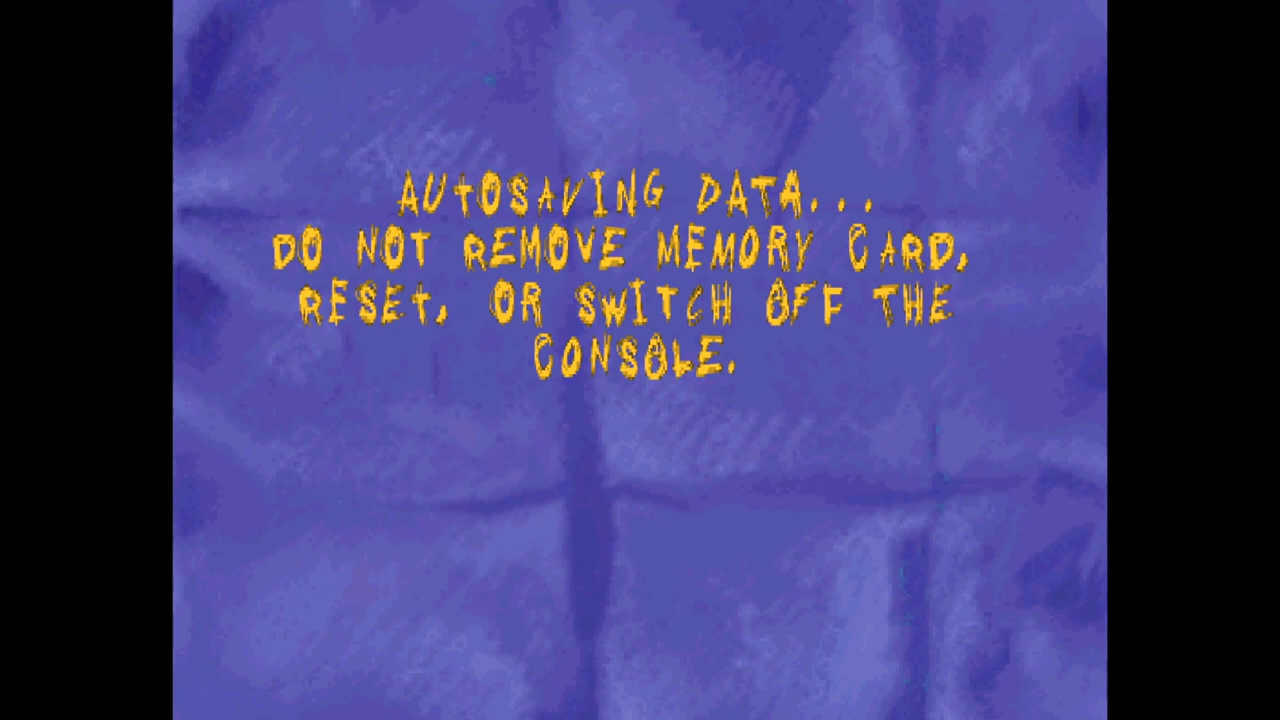 AUTOSAVING DATA...
DO NOT REMOVE MEMORY CARD,
RESET, OR SWITCH OFF THE
CONSOLE.